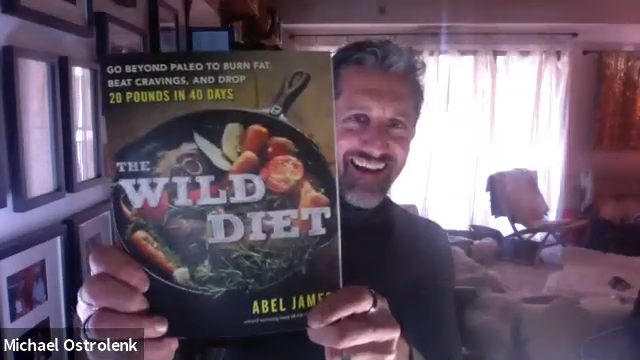 GO BEYOND PALEO TO BURN FAT,
BEAT CRAVINGS, AND DROP
20 POUNDS IN 40 DAYS
THE
WILD
DIET
ABEL JAMES
Michael Ostrolenk